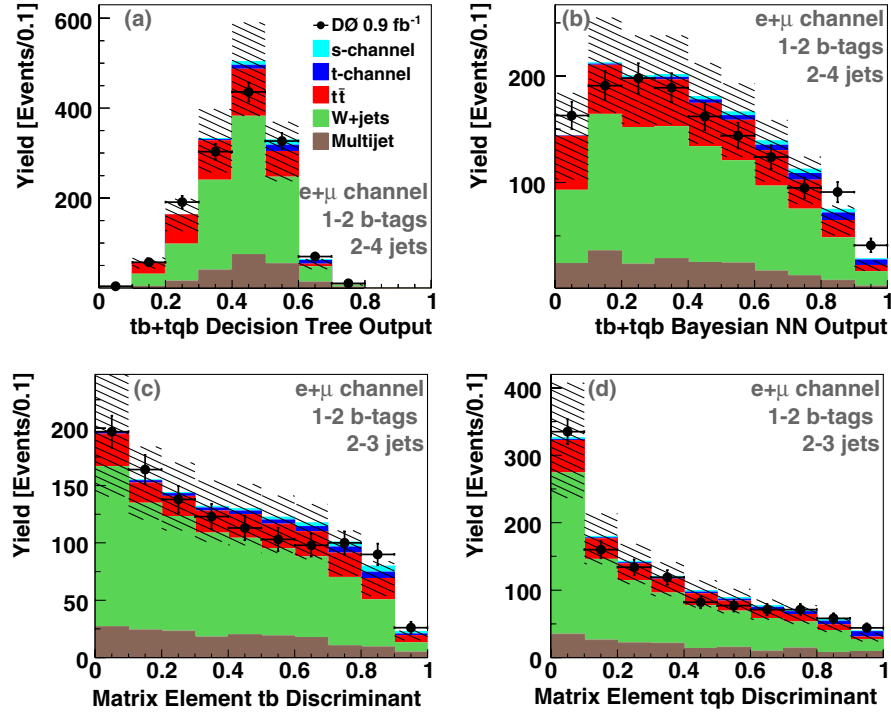 Yield [Events/0.1]
600
400
200
0
(a)
DØ 0.9 fb⁻¹
s-channel
t-channel
tt̄
W+jets
Multijet
e+μ channel
1-2 b-tags
2-4 jets
0 0.2 0.4 0.6 0.8 1
tb+tqb Decision Tree Output
Yield [Events/0.1]
200
100
(b)
e+μ channel
1-2 b-tags
2-4 jets
0 0.2 0.4 0.6 0.8 1
tb+tqb Bayesian NN Output
Yield [Events/0.1]
200
150
100
50
0
(c)
e+μ channel
1-2 b-tags
2-3 jets
0 0.2 0.4 0.6 0.8 1
Matrix Element tb Discriminant
Yield [Events/0.1]
400
300
200
100
0
(d)
e+μ channel
1-2 b-tags
2-3 jets
0 0.2 0.4 0.6 0.8 1
Matrix Element tqb Discriminant